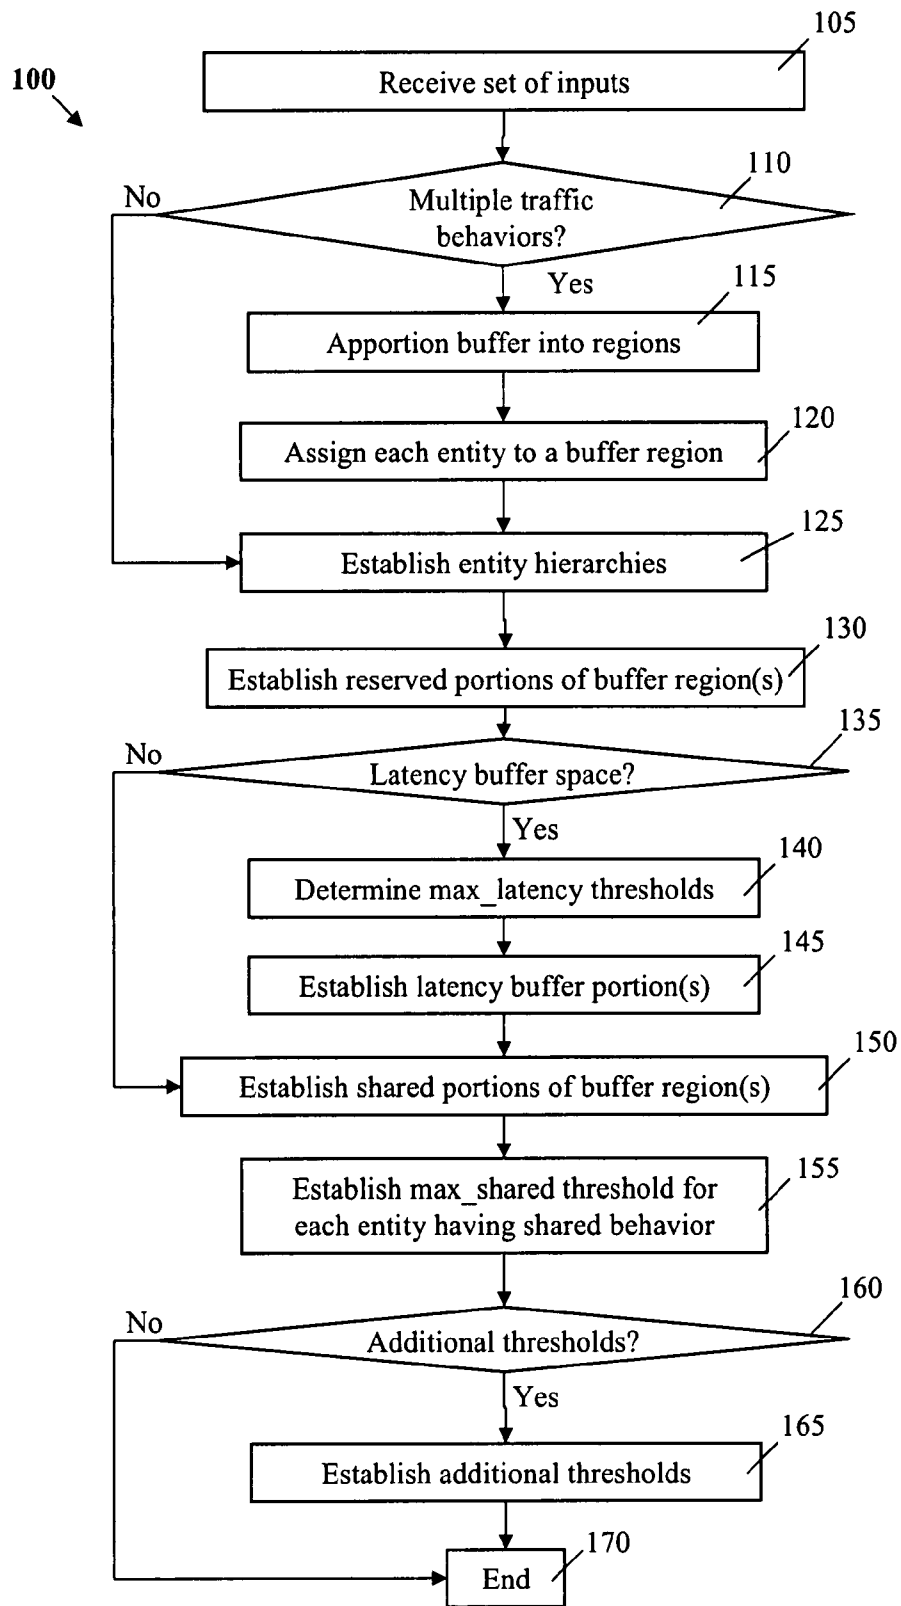 105
100
Receive set of inputs
110
No
Multiple traffic
behaviors?
Yes
115
Apportion buffer into regions
120
Assign each entity to a buffer region
125
Establish entity hierarchies
130
Establish reserved portions of buffer region(s)
135
No
Latency buffer space?
Yes
140
Determine max_latency thresholds
145
Establish latency buffer portion(s)
150
Establish shared portions of buffer region(s)
155
Establish max_shared threshold for
each entity having shared behavior
160
No
Additional thresholds?
Yes
165
Establish additional thresholds
170
End